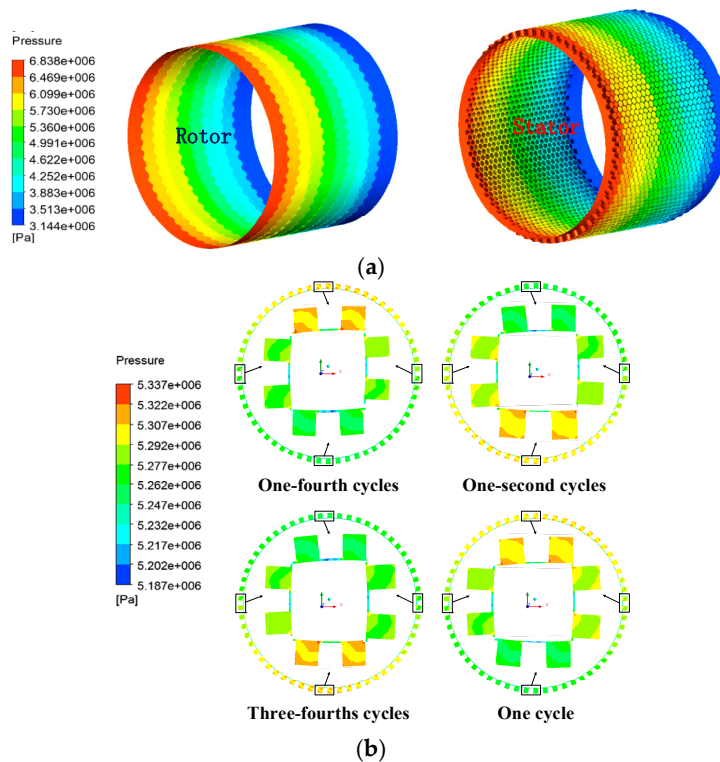 Pressure
6.838e+006
6.469e+006
6.099e+006
5.730e+006
5.360e+006
4.991e+006
4.622e+006
4.252e+006
3.883e+006
3.513e+006
3.144e+006
[Pa]
Rotor
Stator
(a)
Pressure
5.337e+006
5.322e+006
5.307e+006
5.292e+006
5.277e+006
5.262e+006
5.247e+006
5.232e+006
5.217e+006
5.202e+006
5.187e+006
[Pa]
One-fourth cycles
One-second cycles
Three-fourths cycles
One cycle
(b)